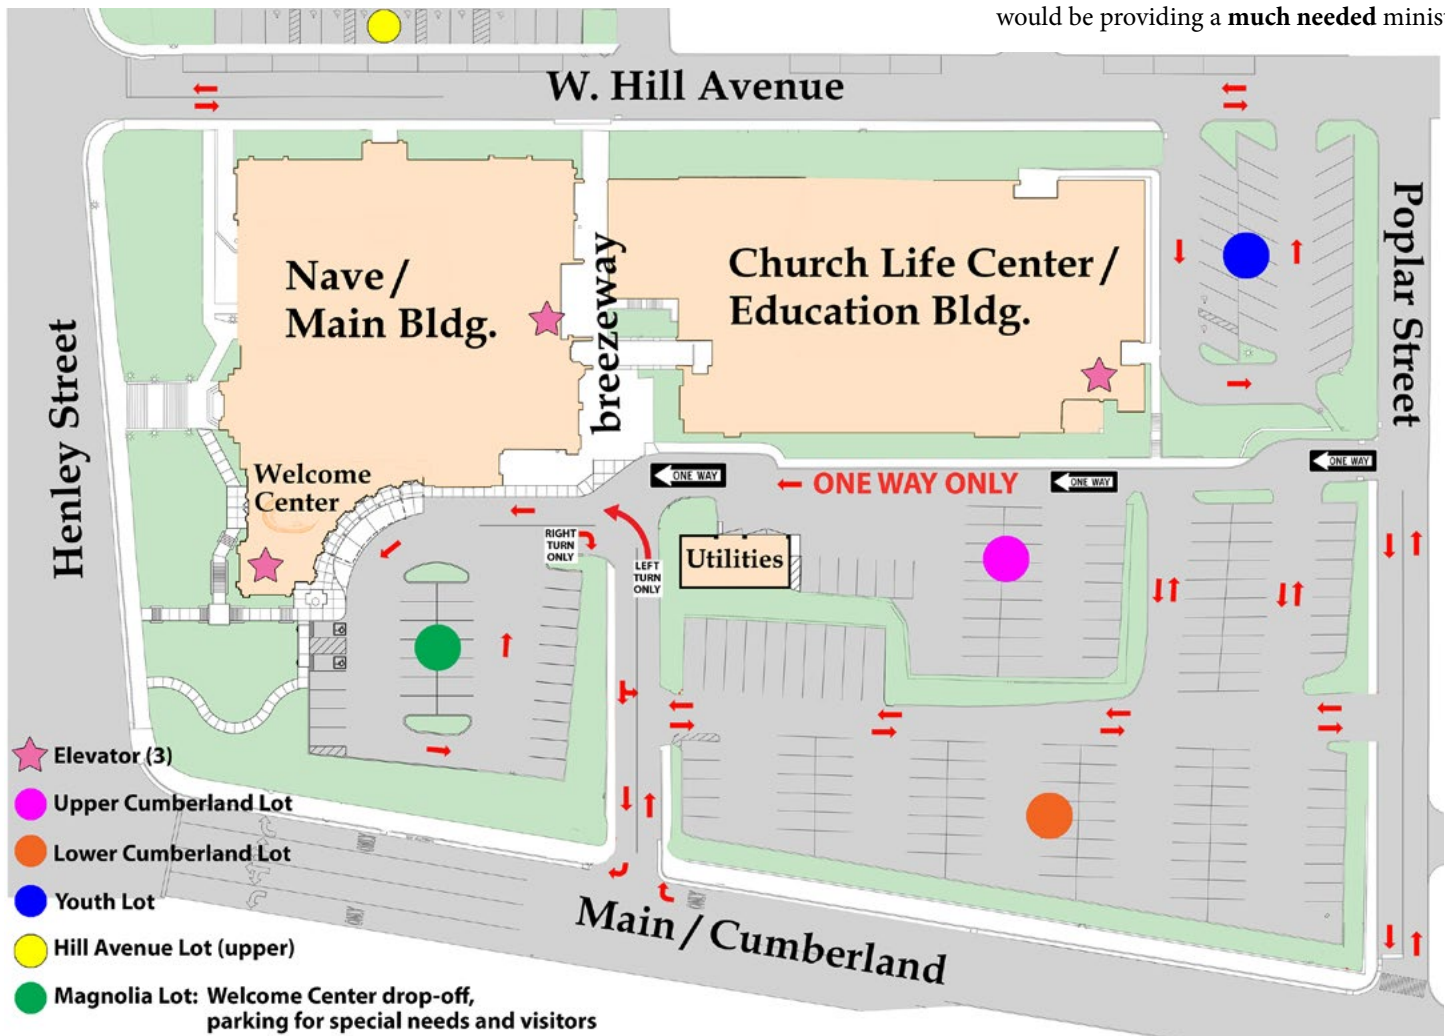 would be providing a much needed minis
W. Hill Avenue
Henley Street
Nave /
Main Bldg.
breezeway
Church Life Center /
Education Bldg.
Poplar Street
Welcome
Center
ONE WAY
ONE WAY ONLY
ONE WAY
ONE WAY
RIGHT
TURN
ONLY
LEFT
TURN
ONLY
Utilities
Elevator (3)
Upper Cumberland Lot
Lower Cumberland Lot
Youth Lot
Hill Avenue Lot (upper)
Magnolia Lot: Welcome Center drop-off,
parking for special needs and visitors
ONLY
ONLY
ONLY
Main / Cumberland